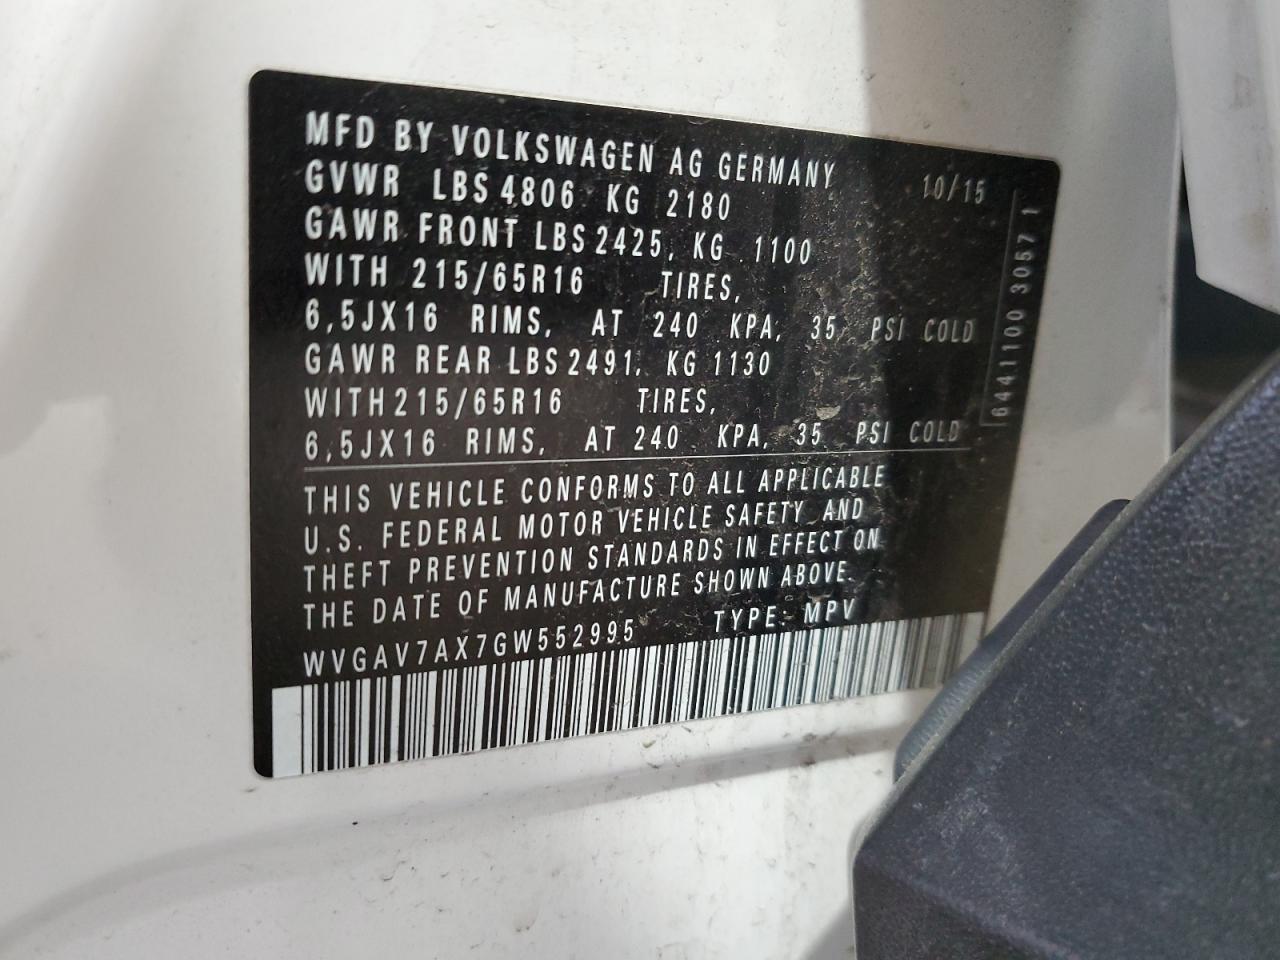 MFD BY VOLKSWAGEN AG GERMANY 10/15
GVWR LBS 4806 KG 2180
GAWR FRONT LBS 2425, KG 1100
WITH 215/65R16 TIRES,
6,5JX16 RIMS, AT 240 KPA, 35 PSI COLD
GAWR REAR LBS 2491, KG 1130
WITH 215/65R16 TIRES,
6,5JX16 RIMS, AT 240 KPA, 35 PSI COLD
THIS VEHICLE CONFORMS TO ALL APPLICABLE
U.S. FEDERAL MOTOR VEHICLE SAFETY AND
THEFT PREVENTION STANDARDS IN EFFECT ON
THE DATE OF MANUFACTURE SHOWN ABOVE.
WVGAV7AX7GW552995 TYPE: MPV
6441100 3057 1